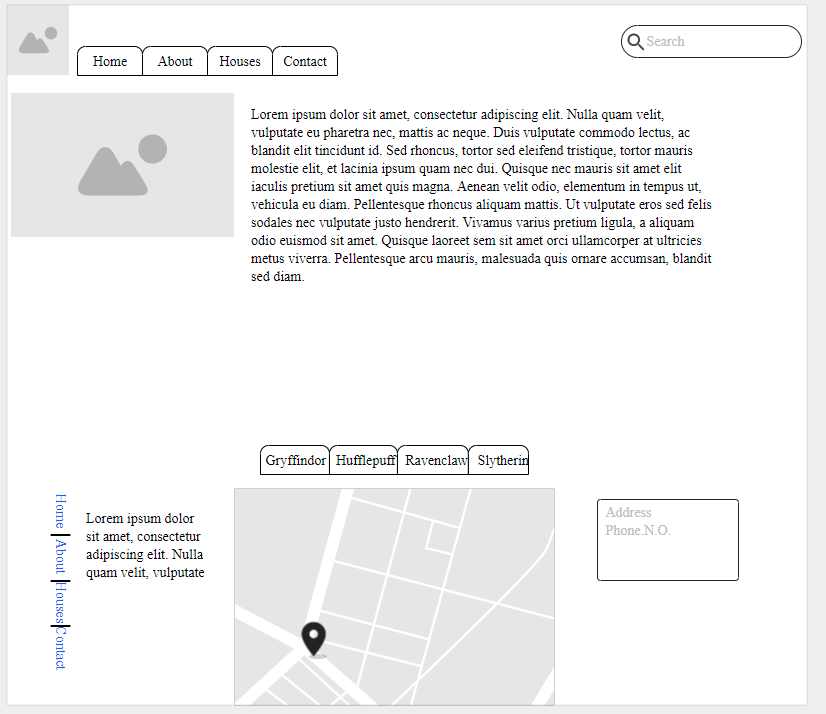 Home
About
Houses
Contact
Search
Lorem ipsum dolor sit amet, consectetur adipiscing elit. Nulla quam velit,
vulputate eu pharetra nec, mattis ac neque. Duis vulputate commodo lectus, ac
blandit elit tincidunt id. Sed rhoncus, tortor sed eleifend tristique, tortor mauris
molestie elit, et lacinia ipsum quam nec dui. Quisque nec mauris sit amet elit
iaculis pretium sit amet quis magna. Aenean velit odio, elementum in tempus ut,
vehicula eu diam. Pellentesque rhoncus aliquam mattis. Ut vulputate eros sed felis
sodales nec vulputate justo hendrerit. Vivamus varius pretium ligula, a aliquam
odio euismod sit amet. Quisque laoreet sem sit amet orci ullamcorper at ultricies
metus viverra. Pellentesque arcu mauris, malesuada quis ornare accumsan, blandit
sed diam.
Gryffindor
Hufflepuff
Ravenclaw
Slytherin
Home
About
Houses
Contact
Lorem ipsum dolor
sit amet, consectetur
adipiscing elit. Nulla
quam velit, vulputate
Address
Phone.N.O.